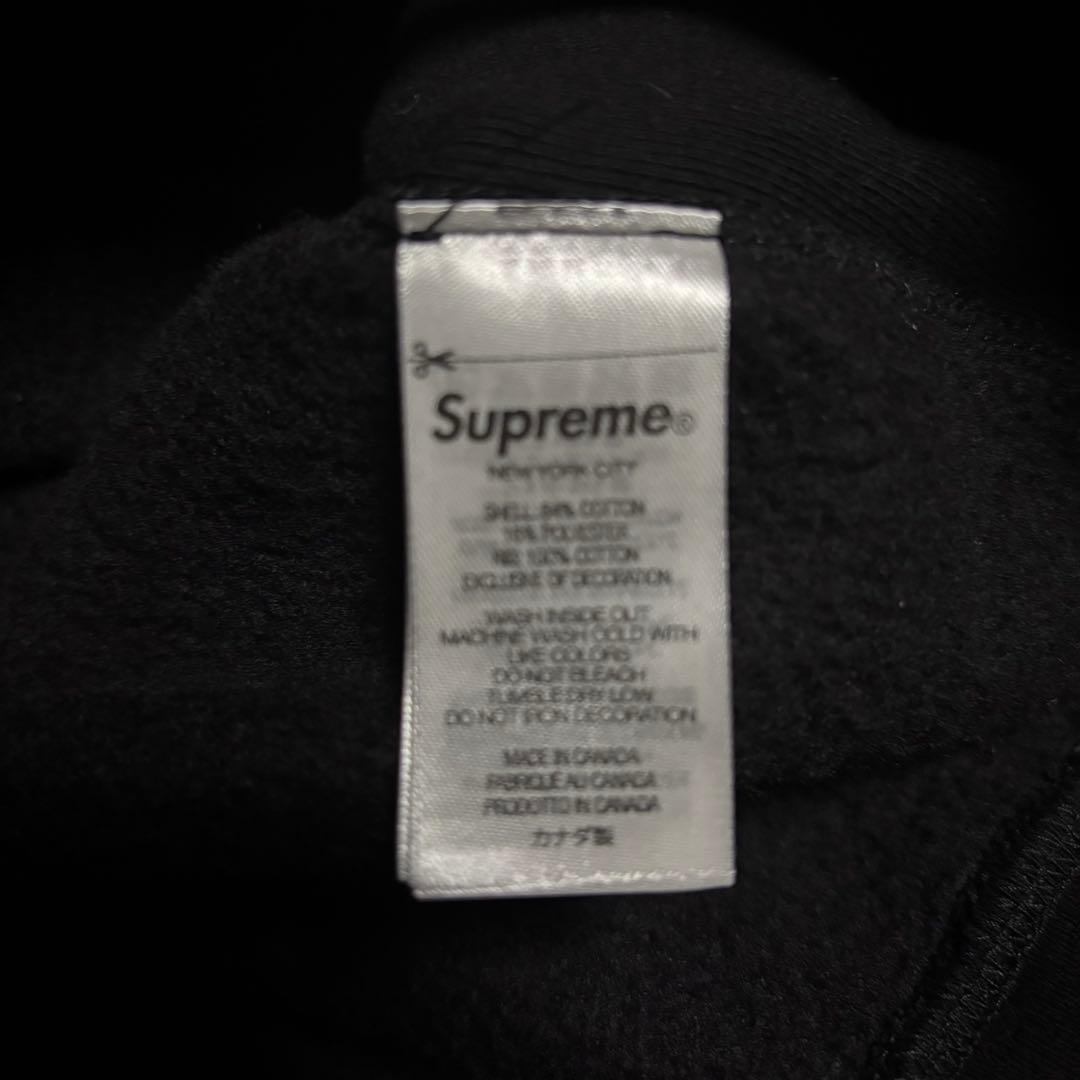 Supreme®
NEW YORK CITY
SHELL 84% COTTON
16% POLYESTER
RIB 100% COTTON
EXCLUSIVE OF DECORATION
WASH INSIDE OUT
MACHINE WASH COLD WITH
LIKE COLORS
DO NOT BLEACH
TUMBLE DRY LOW
DO NOT IRON DECORATION
MADE IN CANADA
FABRIQUÉ AU CANADA
PRODOTTO IN CANADA
カナダ製